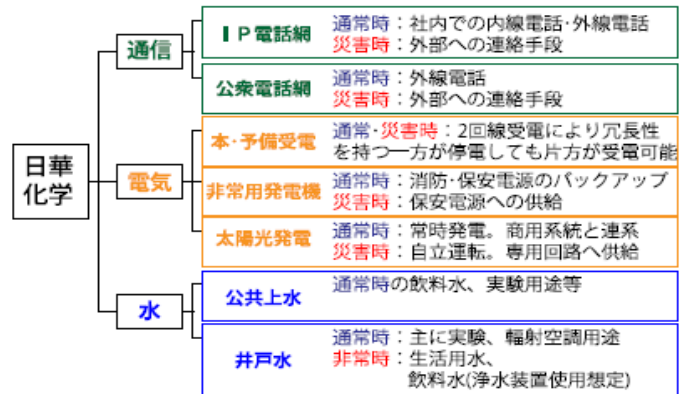 日華
化学
通信
IP電話網
通常時：社内での内線電話･外線電話
災害時：外部への連絡手段
公衆電話網
通常時：外線電話
災害時：外部への連絡手段
電気
本･予備受電
通常･災害時：2回線受電により冗長性
を持つ一方が停電しても片方が受電可能
非常用発電機
通常時：消防･保安電源のバックアップ
災害時：保安電源への供給
太陽光発電
通常時：常時発電。商用系統と連系
災害時：自立運転。専用回路へ供給
水
公共上水
通常時の飲料水、実験用途等
井戸水
通常時：主に実験、輻射空調用途
非常時：生活用水、
飲料水(浄水装置使用想定)